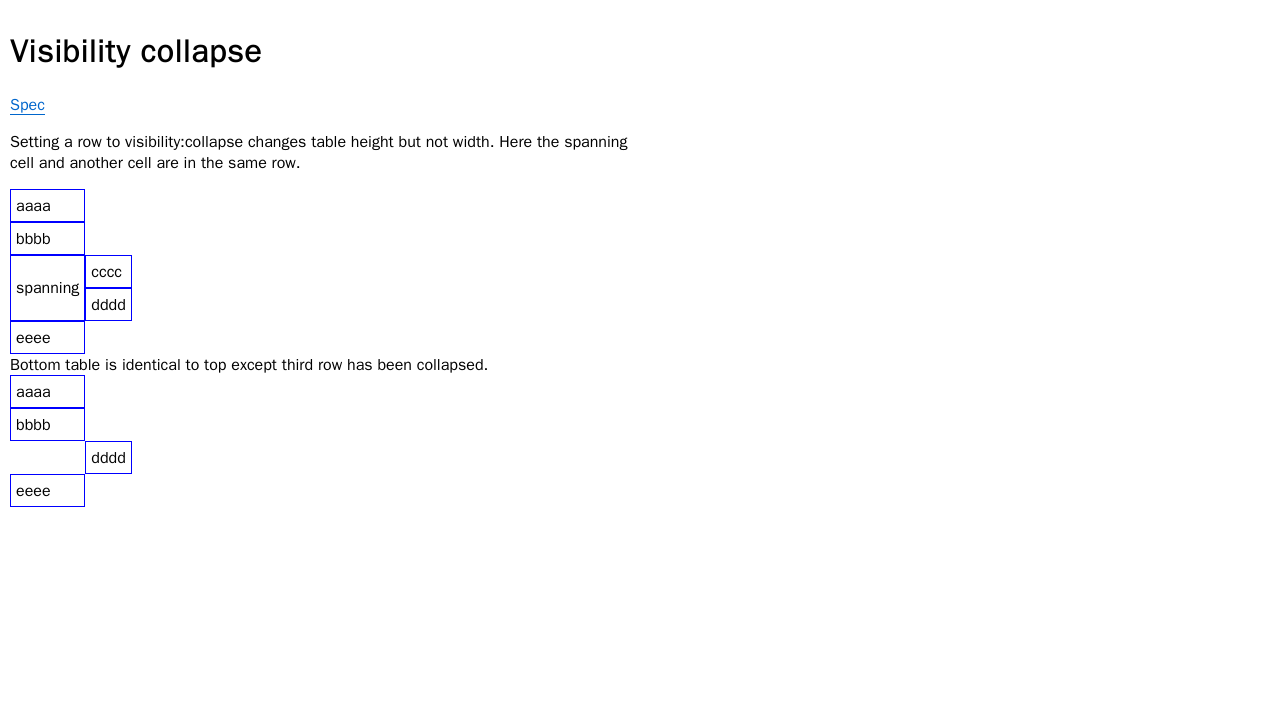 Visibility collapse
Spec
Setting a row to visibility:collapse changes table height but not width. Here the spanning
cell and another cell are in the same row.
aaaa
bbbb
spanning
cccc
dddd
eeee
Bottom table is identical to top except third row has been collapsed.
aaaa
bbbb
dddd
eeee